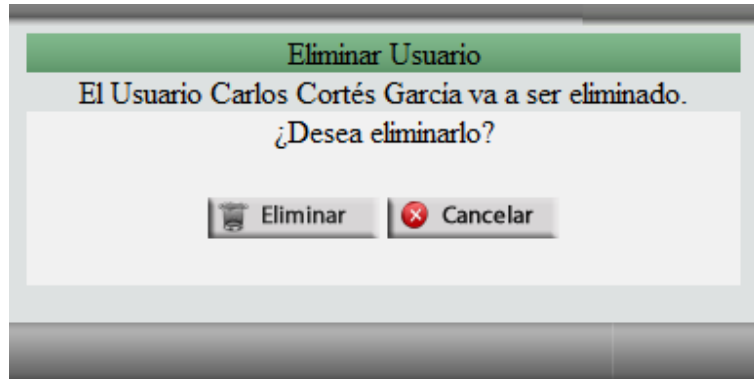 Eliminar Usuario
El Usuario Carlos Cortés García va a ser eliminado.
¿Desea eliminarlo?
Eliminar
Cancelar